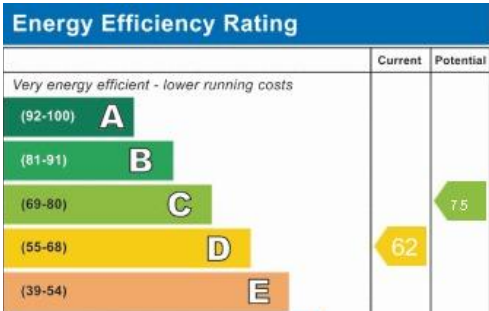 Energy Efficiency Rating
Current Potential
Very energy efficient - lower running costs
(92-100) A
(81-91) B
(69-80) C 75
(55-68) D 62
(39-54) E